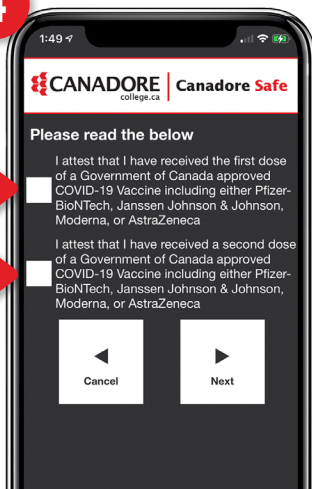 4
1:49
CANADORE
college.ca
Canadore Safe
Please read the below
I attest that I have received the first dose
of a Government of Canada approved
COVID-19 Vaccine including either Pfizer-
BioNTech, Janssen Johnson & Johnson,
Moderna, or AstraZeneca
I attest that I have received a second dose
of a Government of Canada approved
COVID-19 Vaccine including either Pfizer-
BioNTech, Janssen Johnson & Johnson,
Moderna, or AstraZeneca
Cancel
Next